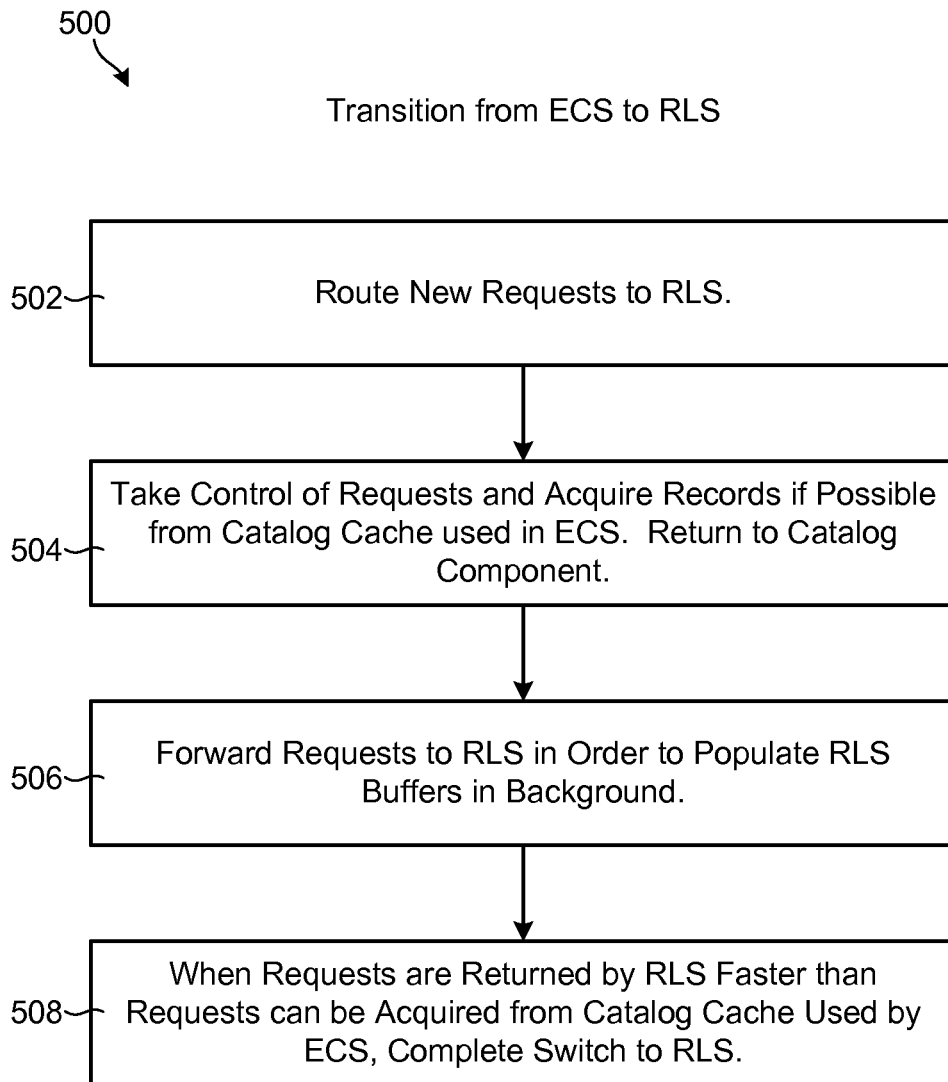 500
Transition from ECS to RLS
502
Route New Requests to RLS.
504
Take Control of Requests and Acquire Records if Possible
from Catalog Cache used in ECS.  Return to Catalog
Component.
506
Forward Requests to RLS in Order to Populate RLS
Buffers in Background.
508
When Requests are Returned by RLS Faster than
Requests can be Acquired from Catalog Cache Used by
ECS, Complete Switch to RLS.